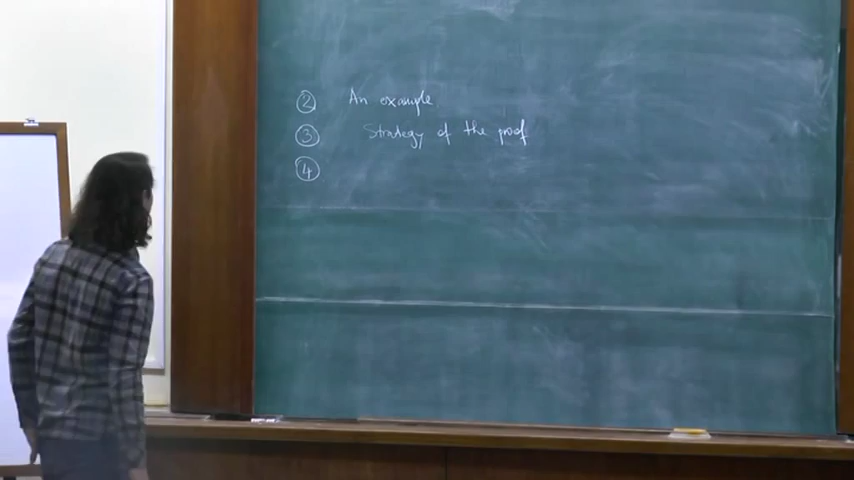 ② An example
③ Strategy of the proof
④